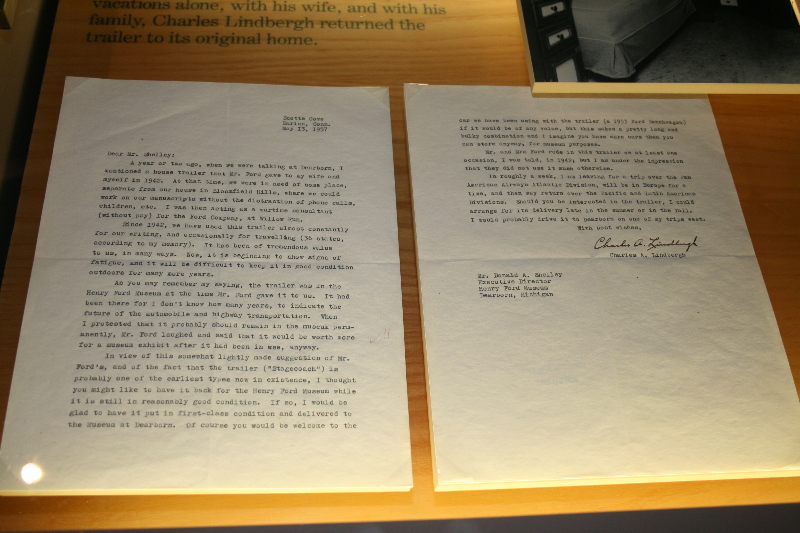 vacations alone, with his wife, and with his
family, Charles Lindbergh returned the
trailer to its original home.
Scotts Cove
Darien, Conn.
May 13, 1957
Dear Mr. Shelley:
A year or two ago, when we were talking at Dearborn, I
mentioned a house trailer that Mr. Ford gave to my wife and
myself in 1942. At that time, we were in need of some place,
separate from our house in Bloomfield Hills, where we could
work on our manuscripts without the distraction of phone calls,
children, etc. I was then acting as a wartime consultant
(without pay) for the Ford Company, at Willow Run.
Since 1942, we have used this trailer almost constantly
for our writing, and occasionally for travelling (36 states,
according to my memory). It has been of tremendous value
to us, in many ways. Now, it is beginning to show signs of
fatigue, and it will be difficult to keep it in good condition
outdoors for many more years.
As you may remember my saying, the trailer was in the
Henry Ford Museum at the time Mr. Ford gave it to us. It had
been there for I don't know how many years, to indicate the
future of the automobile and highway transportation. When
I protested that it probably should remain in the museum perm-
anently, Mr. Ford laughed and said that it would be worth more
for a museum exhibit after it had been in use, anyway.
In view of this somewhat lightly made suggestion of Mr.
Ford's, and of the fact that the trailer ("Stagecoach") is
probably one of the earliest types now in existence, I thought
you might like to have it back for the Henry Ford Museum while
it is still in reasonably good condition. If so, I would be
glad to have it put in first-class condition and delivered to
the Museum at Dearborn. Of course you would be welcome to the
car we have been using with the trailer (a 1955 Ford
if it would be of any value, but this makes a pretty long and
bulky combination and I imagine you have more cars than you
can store anyway, for museum purposes.
Mr. and Mrs Ford rode in this trailer on at least one
occasion, I was told, in 1942, but I am under the impression
that they did not use it much otherwise.
In roughly a week, I am leaving for a trip over the Pan
American Airways Atlantic Division, will be in Europe for a
time, and then may return over the Pacific and Latin American
Divisions. Should you be interested in the trailer, I could
arrange for its delivery late in the summer or in the Fall.
I could probably drive it to Dearborn on one of my trips west.
With best wishes,
Charles A. Lindbergh
Charles A. Lindbergh
Mr. Donald A. Shelley
Executive Director
Henry Ford Museum
Dearborn, Michigan